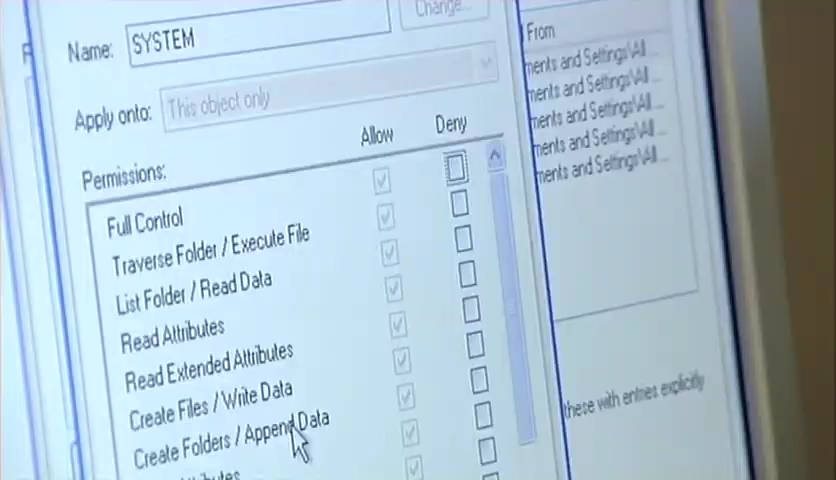 Name: SYSTEM
Change...
Apply onto: This object only
Allow Deny
Permissions:
Full Control
Traverse Folder / Execute File
List Folder / Read Data
Read Attributes
Read Extended Attributes
Create Files / Write Data
Create Folders / Append Data
Attributes
From
ments and Settings\All ...
ments and Settings\All ...
ments and Settings\All ...
ments and Settings\All ...
ments and Settings\All ...
these with entries explicitly